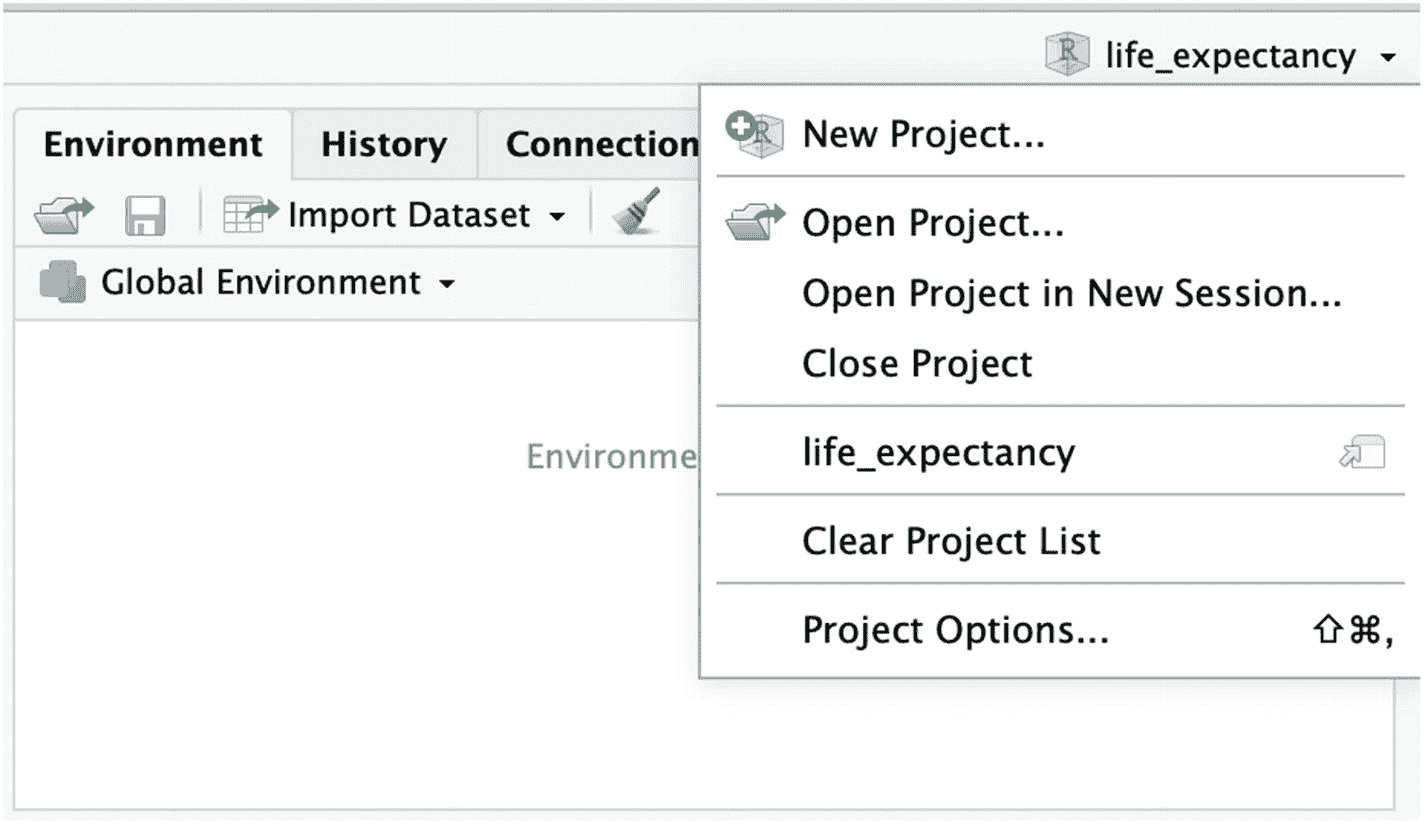 life_expectancy
Environment History Connection
Import Dataset
Global Environment
Environme
New Project...
Open Project...
Open Project in New Session...
Close Project
life_expectancy
Clear Project List
Project Options... ⇧⌘,